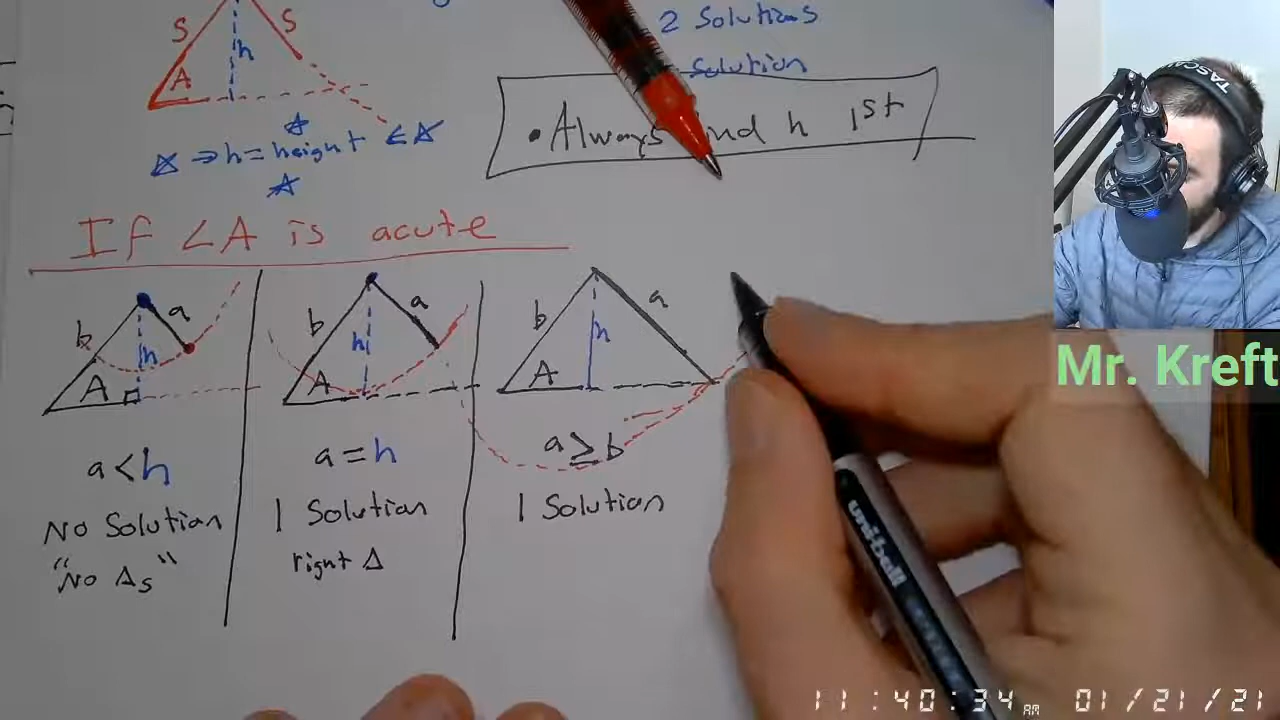 S S
h
A
2 Solutions
solution
• Always nd h 1st
☆ ⇒ h = height ∠A ☆
If ∠A is acute
b a h A
a < h
No Solution
"No Δs"
b a h A
a = h
1 Solution
right Δ
b a h A
a ≥ b
1 Solution
TASC
Mr. Kreft
uniball
11:40:34 AM 01/21/21